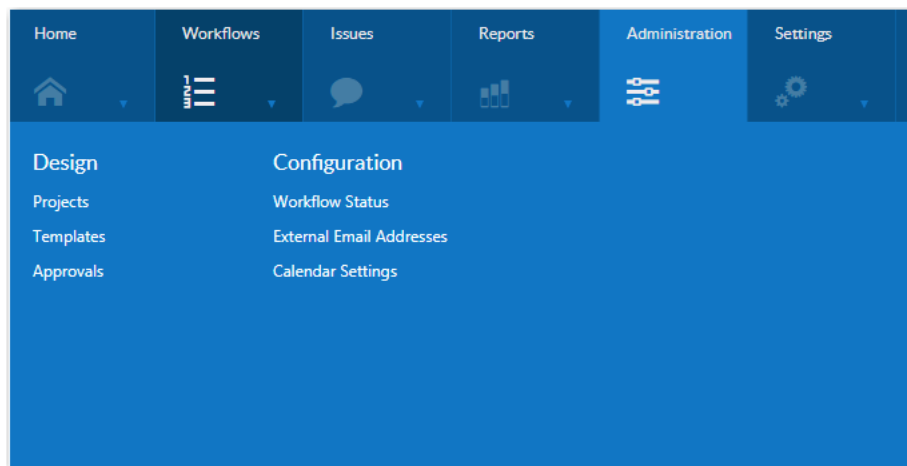 Home Workflows Issues Reports Administration Settings
Design Configuration
Projects Workflow Status
Templates External Email Addresses
Approvals Calendar Settings